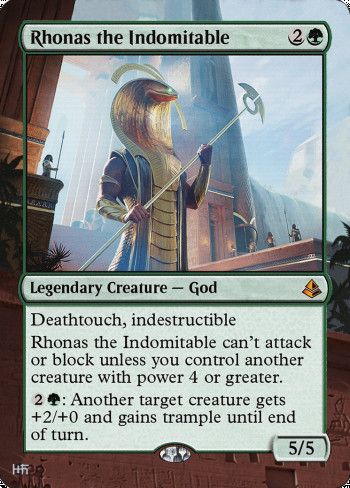 Rhonas the Indomitable 2
Legendary Creature — God
Deathtouch, indestructible
Rhonas the Indomitable can't attack
or block unless you control another
creature with power 4 or greater.
2 : Another target creature gets
+2/+0 and gains trample until end
of turn.
5/5